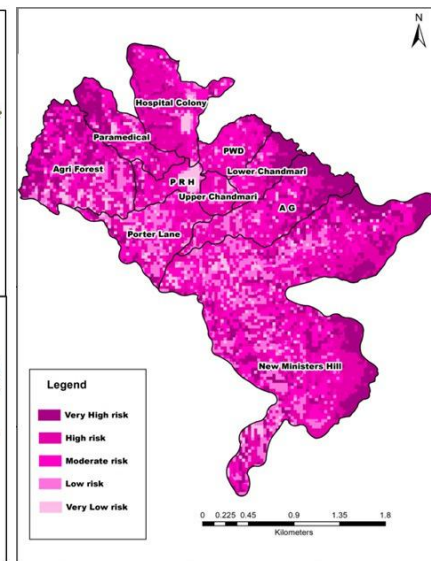 N
Hospital Colony
Paramedical
PWD
Agri Forest
Lower Chandmari
P R H
Upper Chandmari
A G
Porter Lane
New Ministers Hill
Legend
Very High risk
High risk
Moderate risk
Low risk
Very Low risk
0 0.225 0.45 0.9 1.35 1.8
Kilometers